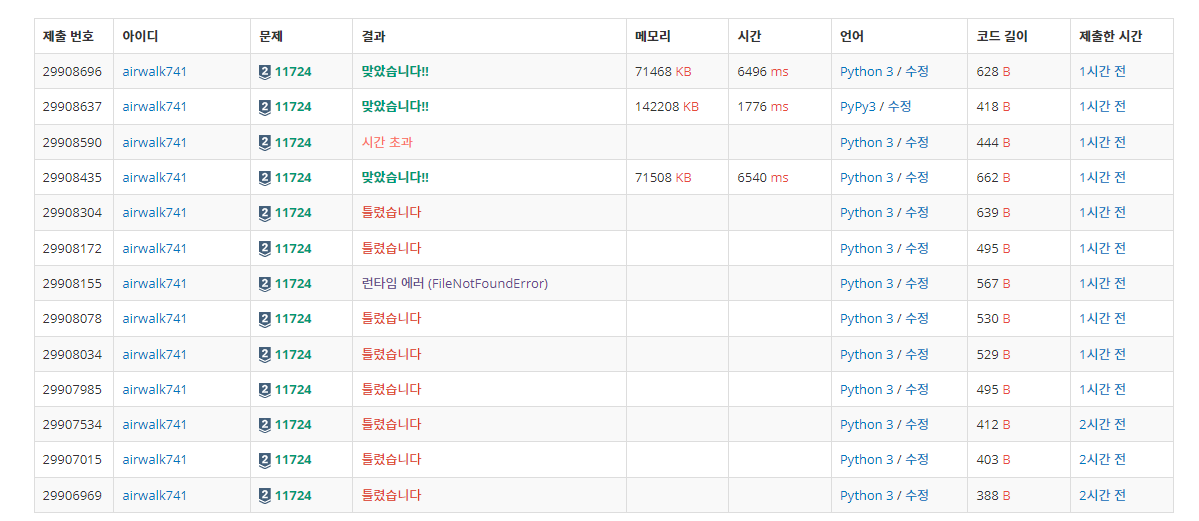 제출 번호 아이디 문제 결과 메모리 시간 언어 코드 길이 제출한 시간
29908696 airwalk741 2 11724 맞았습니다!! 71468 KB 6496 ms Python 3 / 수정 628 B 1시간 전
29908637 airwalk741 2 11724 맞았습니다!! 142208 KB 1776 ms PyPy3 / 수정 418 B 1시간 전
29908590 airwalk741 2 11724 시간 초과 Python 3 / 수정 444 B 1시간 전
29908435 airwalk741 2 11724 맞았습니다!! 71508 KB 6540 ms Python 3 / 수정 662 B 1시간 전
29908304 airwalk741 2 11724 틀렸습니다 Python 3 / 수정 639 B 1시간 전
29908172 airwalk741 2 11724 틀렸습니다 Python 3 / 수정 495 B 1시간 전
29908155 airwalk741 2 11724 런타임 에러 (FileNotFoundError) Python 3 / 수정 567 B 1시간 전
29908078 airwalk741 2 11724 틀렸습니다 Python 3 / 수정 530 B 1시간 전
29908034 airwalk741 2 11724 틀렸습니다 Python 3 / 수정 529 B 1시간 전
29907985 airwalk741 2 11724 틀렸습니다 Python 3 / 수정 495 B 1시간 전
29907534 airwalk741 2 11724 틀렸습니다 Python 3 / 수정 412 B 2시간 전
29907015 airwalk741 2 11724 틀렸습니다 Python 3 / 수정 403 B 2시간 전
29906969 airwalk741 2 11724 틀렸습니다 Python 3 / 수정 388 B 2시간 전